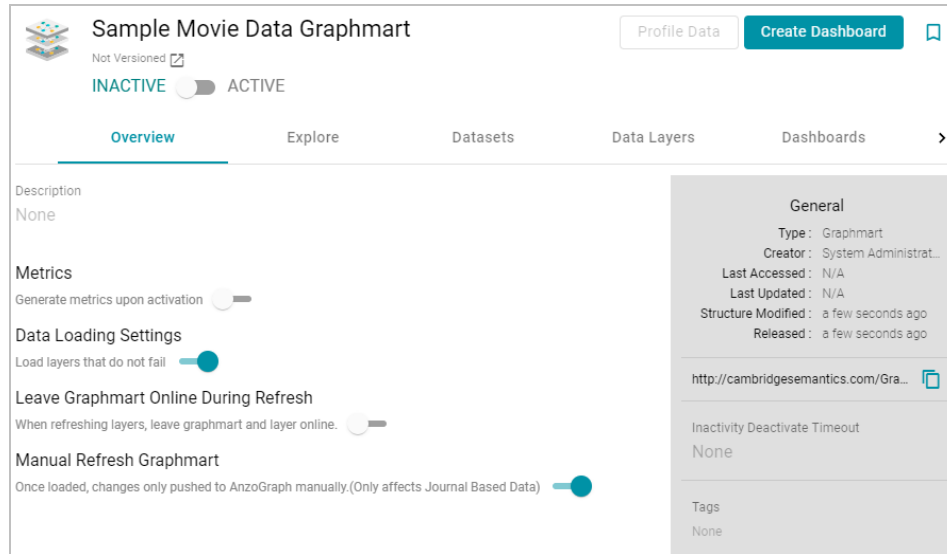 Sample Movie Data Graphmart
Profile Data
Create Dashboard
Not Versioned
INACTIVE ACTIVE
Overview Explore Datasets Data Layers Dashboards
Description
None
Metrics
Generate metrics upon activation
Data Loading Settings
Load layers that do not fail
Leave Graphmart Online During Refresh
When refreshing layers, leave graphmart and layer online.
Manual Refresh Graphmart
Once loaded, changes only pushed to AnzoGraph manually.(Only affects Journal Based Data)
General
Type : Graphmart
Creator : System Administrat...
Last Accessed : N/A
Last Updated : N/A
Structure Modified : a few seconds ago
Released : a few seconds ago
http://cambridgesemantics.com/Gra...
Inactivity Deactivate Timeout
None
Tags
None